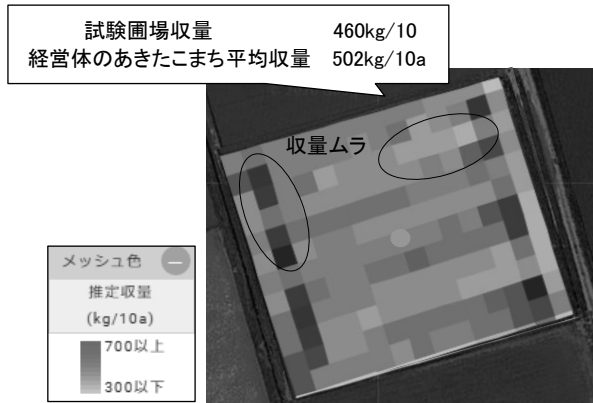 試験圃場収量 460kg/10
経営体のあきたこまち平均収量 502kg/10a
収量ムラ
メッシュ色
推定収量
(kg/10a)
700以上
300以下